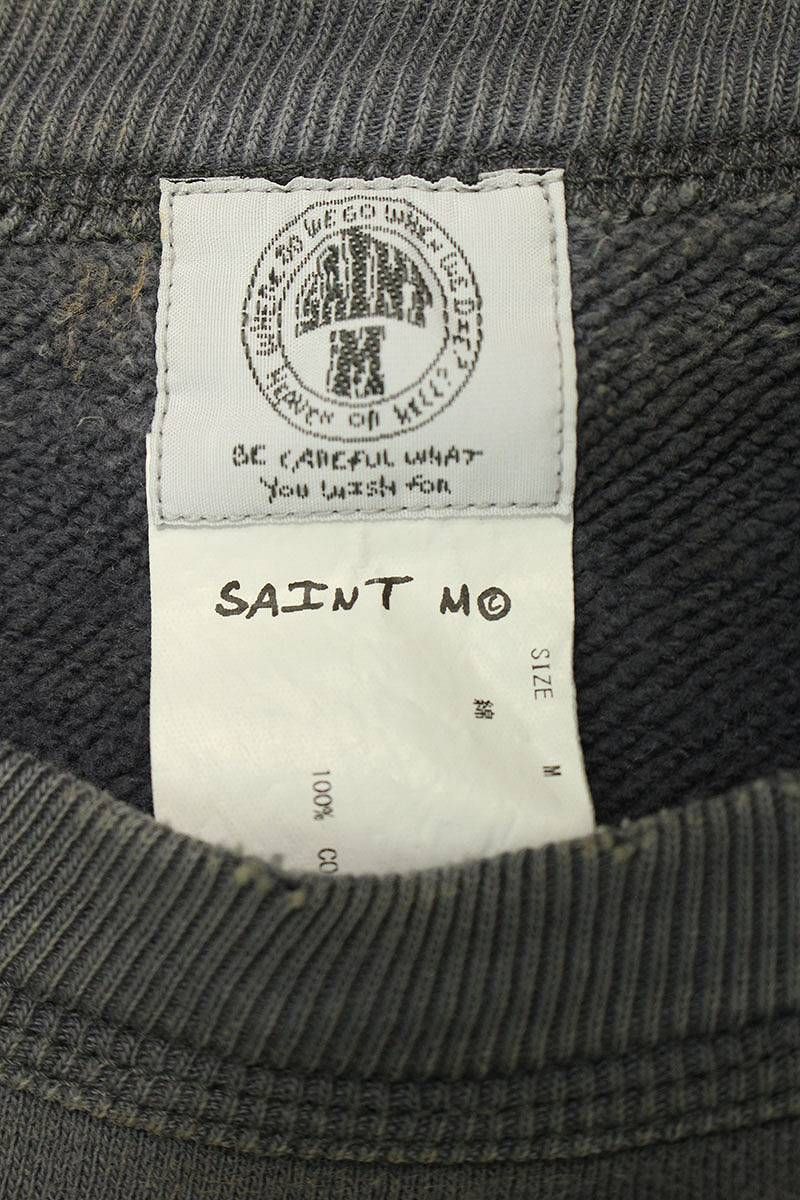 WHERE DO WE GO WHEN WE DIE?
HEAVEN OR HELL?
SAINT
M
BE CAREFUL WHAT
YOU WISH FOR
SAINT M©
SIZE M
綿
100% CO